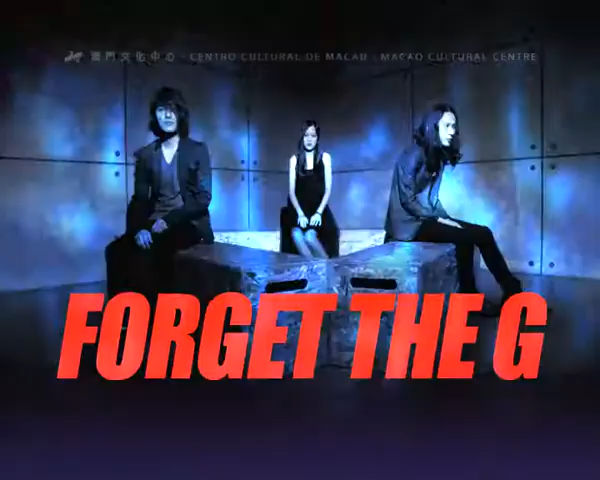 澳門文化中心 · CENTRO CULTURAL DE MACAU · MACAO CULTURAL CENTRE
FORGET THE G